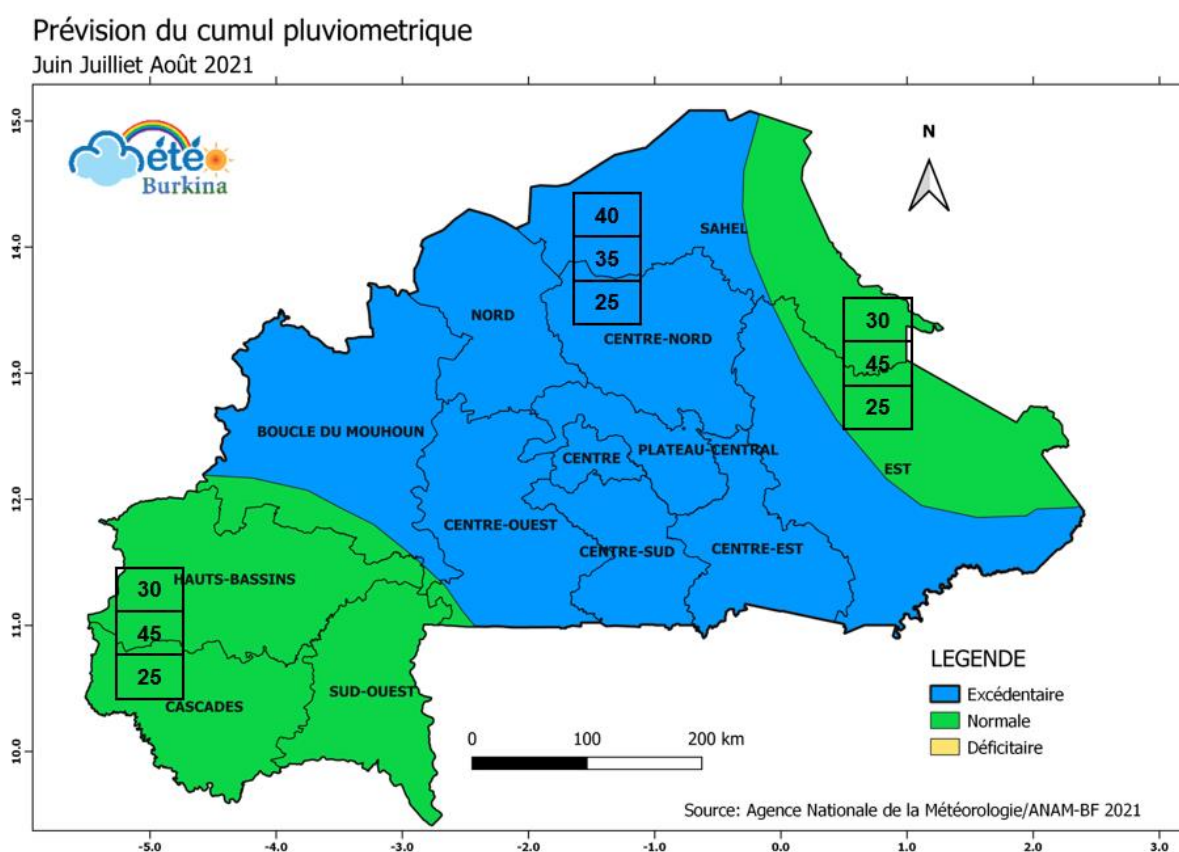 Prévision du cumul pluviometrique
Juin Juilliet Août 2021
été
Burkina
N
SAHEL
NORD
CENTRE-NORD
BOUCLE DU MOUHOUN
CENTRE
PLATEAU-CENTRAL
EST
CENTRE-OUEST
CENTRE-SUD
CENTRE-EST
HAUTS-BASSINS
CASCADES
SUD-OUEST
40
35
25
30
45
25
30
45
25
15.0
14.0
13.0
12.0
11.0
10.0
LEGENDE
Excédentaire
Normale
Déficitaire
0 100 200 km
Source: Agence Nationale de la Météorologie/ANAM-BF 2021
-5.0 -4.0 -3.0 -2.0 -1.0 0.0 1.0 2.0 3.0